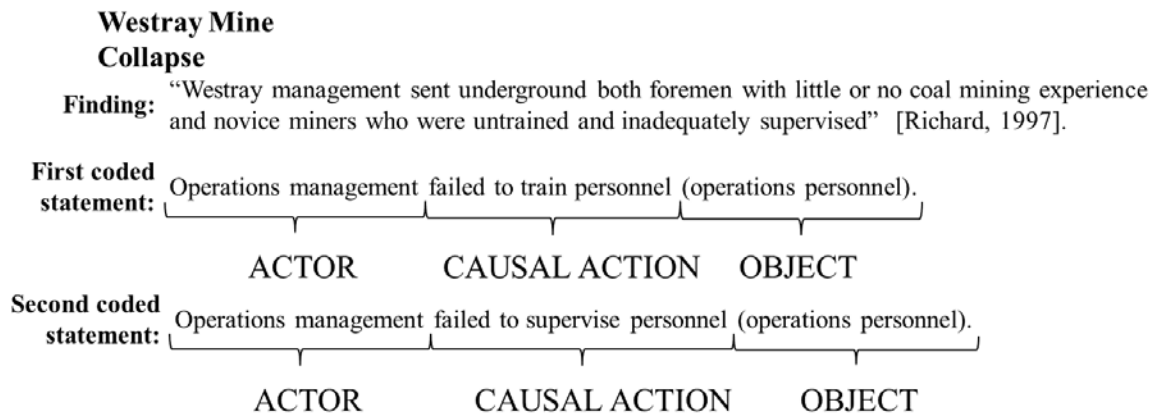 Westray Mine
Collapse
Finding: “Westray management sent underground both foremen with little or no coal mining experience
and novice miners who were untrained and inadequately supervised” [Richard, 1997].
First coded
statement: Operations management failed to train personnel (operations personnel).
ACTOR CAUSAL ACTION OBJECT
Second coded
statement: Operations management failed to supervise personnel (operations personnel).
ACTOR CAUSAL ACTION OBJECT